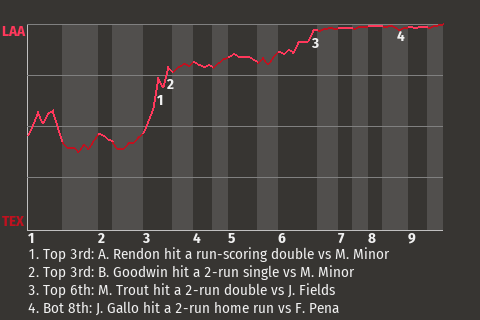 LAA
3
4
2
1
TEX
1 2 3 4 5 6 7 8 9
1. Top 3rd: A. Rendon hit a run-scoring double vs M. Minor
2. Top 3rd: B. Goodwin hit a 2-run single vs M. Minor
3. Top 6th: M. Trout hit a 2-run double vs J. Fields
4. Bot 8th: J. Gallo hit a 2-run home run vs F. Pena